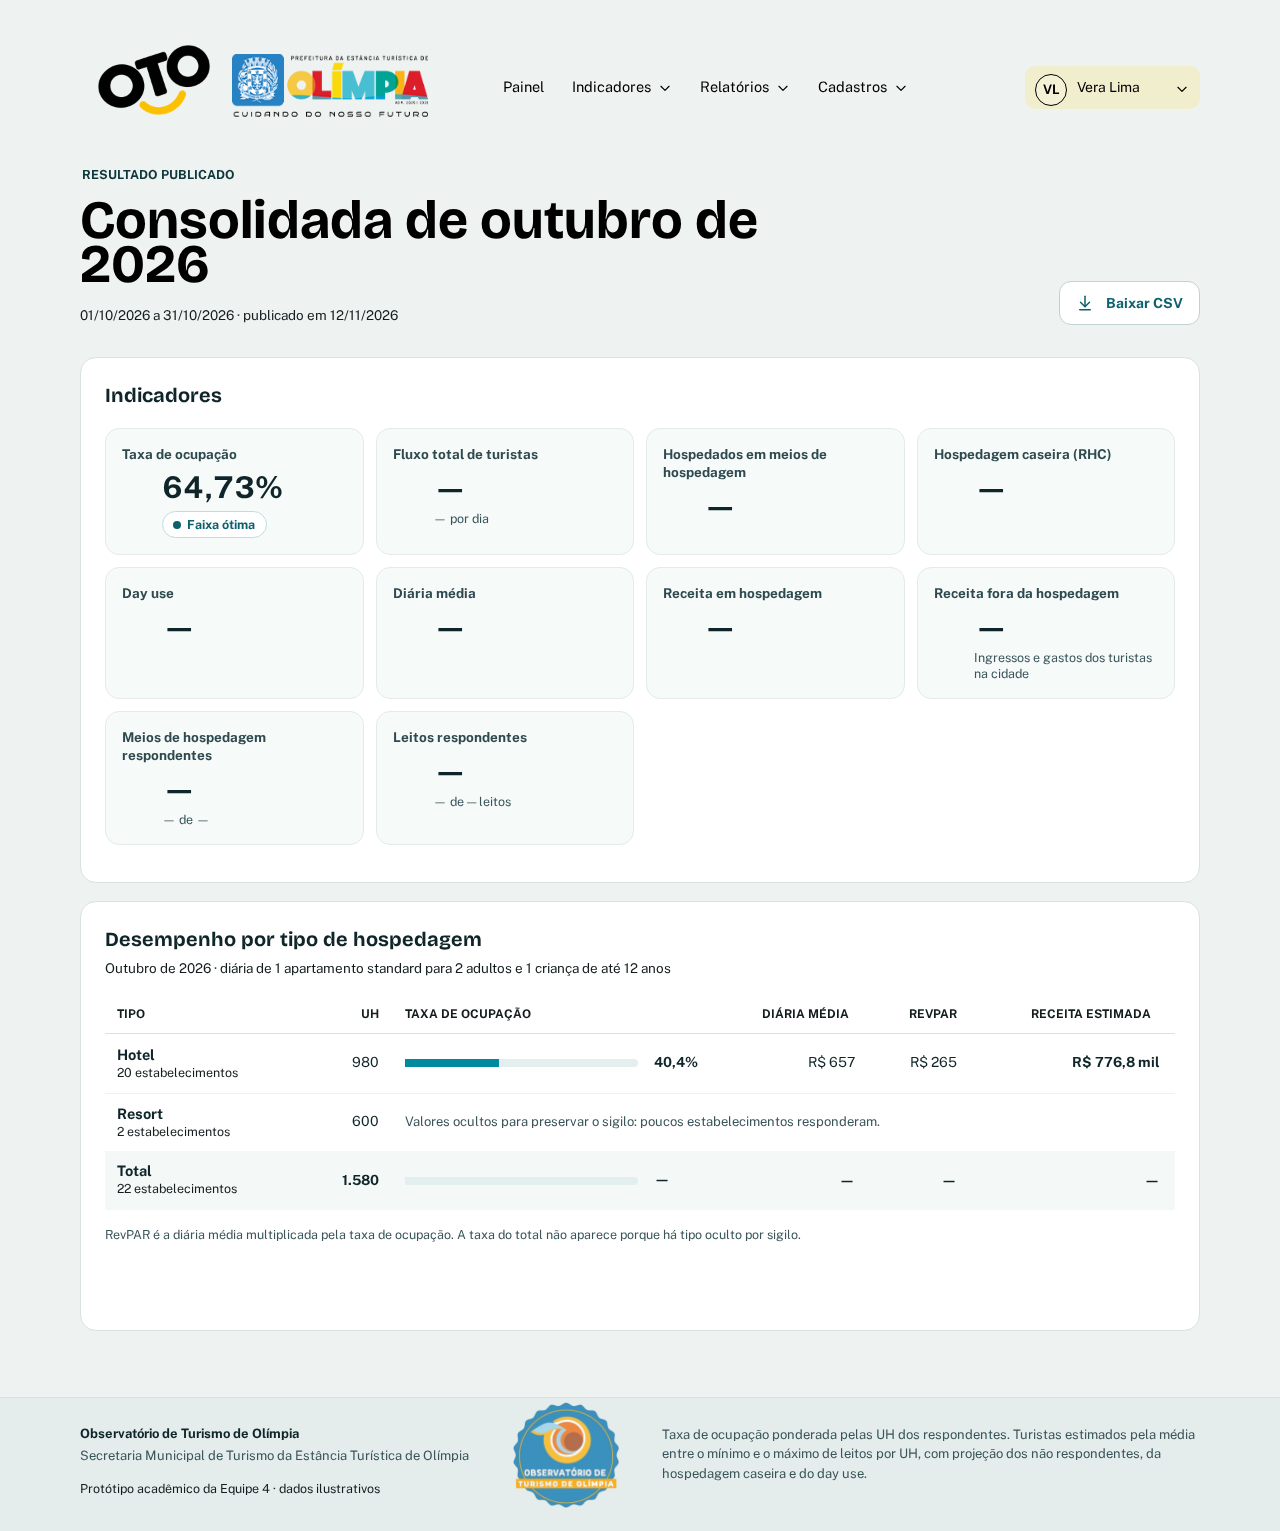 OTO
PREFEITURA DA ESTÂNCIA TURÍSTICA DE
OLÍMPIA
CUIDANDO DO NOSSO FUTURO
Painel
Indicadores
Relatórios
Cadastros
VL
Vera Lima
RESULTADO PUBLICADO
Consolidada de outubro de
2026
01/10/2026 a 31/10/2026 · publicado em 12/11/2026
Baixar CSV
Indicadores
Taxa de ocupação
64,73%
Faixa ótima
Fluxo total de turistas
—
— por dia
Hospedados em meios de
hospedagem
—
Hospedagem caseira (RHC)
—
Day use
—
Diária média
—
Receita em hospedagem
—
Receita fora da hospedagem
—
Ingressos e gastos dos turistas
na cidade
Meios de hospedagem
respondentes
—
— de —
Leitos respondentes
—
— de — leitos
Desempenho por tipo de hospedagem
Outubro de 2026 · diária de 1 apartamento standard para 2 adultos e 1 criança de até 12 anos
TIPO UH TAXA DE OCUPAÇÃO DIÁRIA MÉDIA REVPAR RECEITA ESTIMADA
Hotel 980 40,4% R$ 657 R$ 265 R$ 776,8 mil
20 estabelecimentos
Resort 600 Valores ocultos para preservar o sigilo: poucos estabelecimentos responderam.
2 estabelecimentos
Total 1.580 — — — —
22 estabelecimentos
RevPAR é a diária média multiplicada pela taxa de ocupação. A taxa do total não aparece porque há tipo oculto por sigilo.
Observatório de Turismo de Olímpia
Secretaria Municipal de Turismo da Estância Turística de Olímpia
Protótipo acadêmico da Equipe 4 · dados ilustrativos
OBSERVATÓRIO DE
TURISMO DE OLÍMPIA
Taxa de ocupação ponderada pelas UH dos respondentes. Turistas estimados pela média
entre o mínimo e o máximo de leitos por UH, com projeção dos não respondentes, da
hospedagem caseira e do day use.